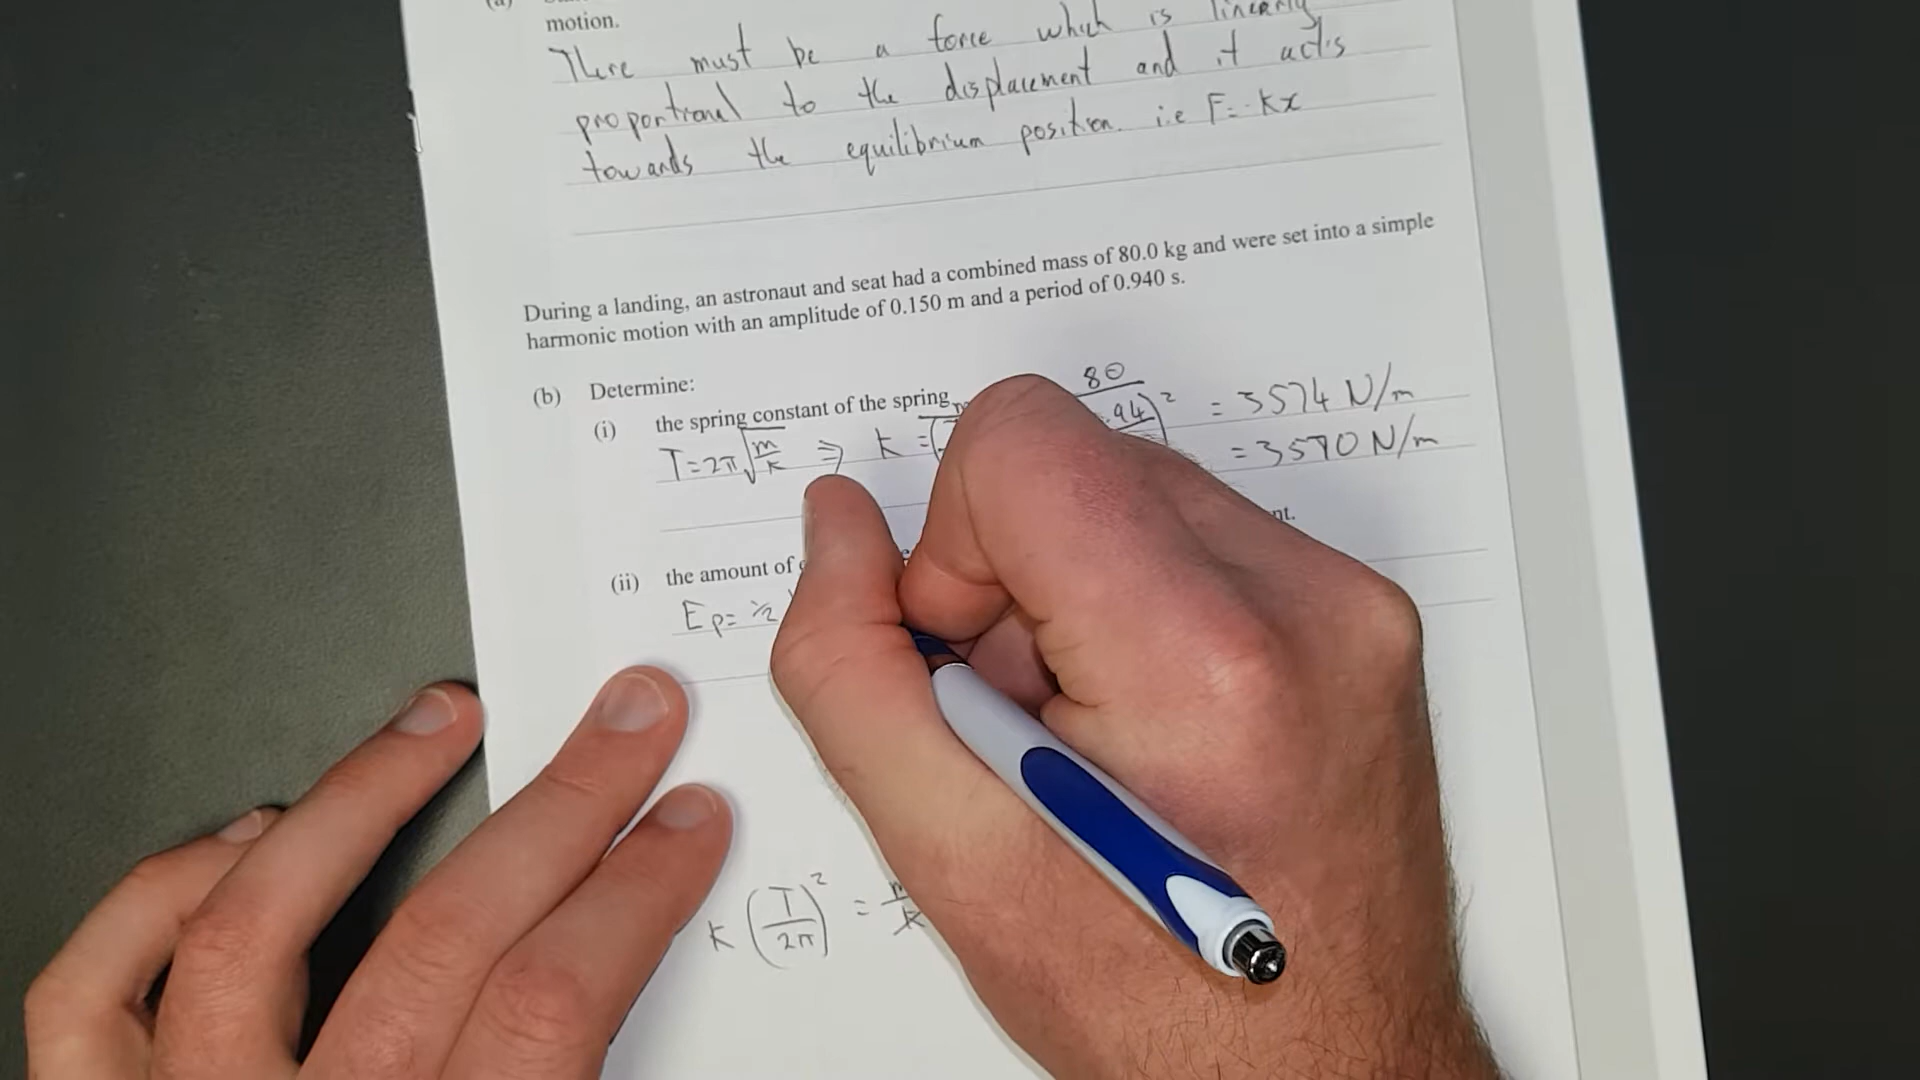 (a)
motion.
There must be a force which is linearly
proportional to the displacement and it acts
towards the equilibrium position. i.e F=-kx
During a landing, an astronaut and seat had a combined mass of 80.0 kg and were set into a simple
harmonic motion with an amplitude of 0.150 m and a period of 0.940 s.
(b) Determine:
(i) the spring constant of the spring
T=2π√m/k ⇒ k = 80 .94)² = 3574 N/m
= 3570 N/m
(ii) the amount of nt.
Ep= ½
k (T/2π)² = m/k